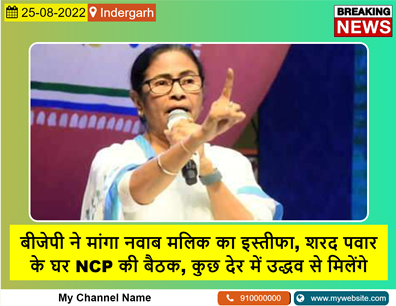 25-08-2022 Indergarh
BREAKING
NEWS
बीजेपी ने मांगा नवाब मलिक का इस्तीफा, शरद पवार
के घर NCP की बैठक, कुछ देर में उद्धव से मिलेंगे
My Channel Name 910000000 www.mywebsite.com